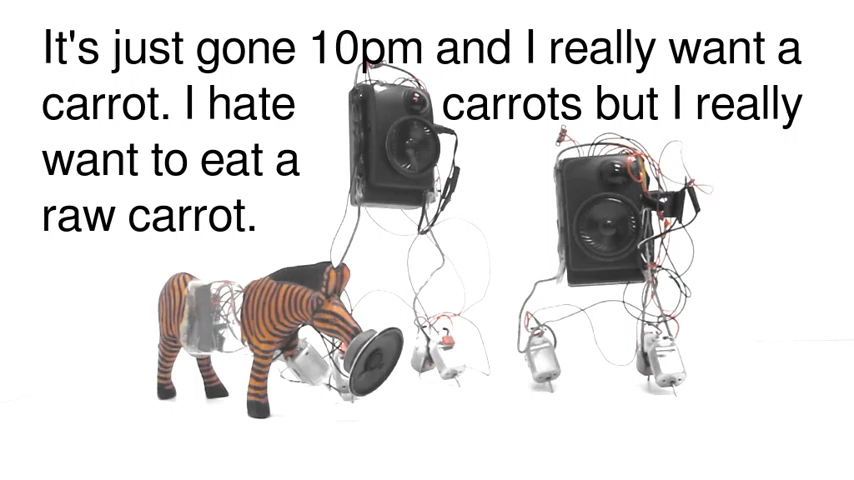 It's just gone 10pm and I really want a
carrot. I hate carrots but I really
want to eat a
raw carrot.